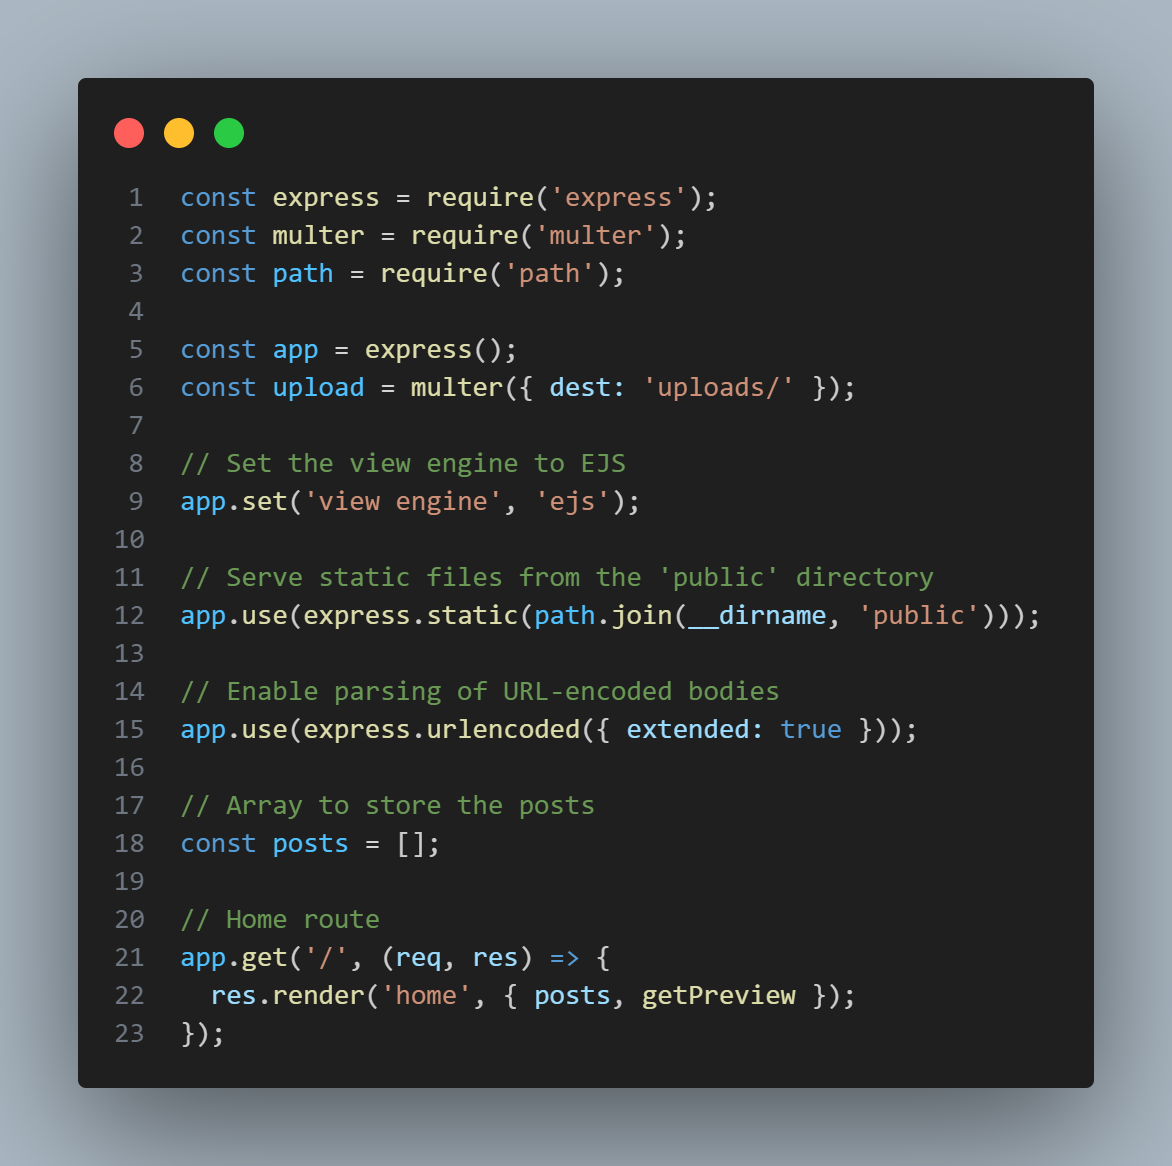 1 const express = require('express');
2 const multer = require('multer');
3 const path = require('path');
4
5 const app = express();
6 const upload = multer({ dest: 'uploads/' });
7
8 // Set the view engine to EJS
9 app.set('view engine', 'ejs');
10
11 // Serve static files from the 'public' directory
12 app.use(express.static(path.join(__dirname, 'public')));
13
14 // Enable parsing of URL-encoded bodies
15 app.use(express.urlencoded({ extended: true }));
16
17 // Array to store the posts
18 const posts = [];
19
20 // Home route
21 app.get('/', (req, res) => {
22   res.render('home', { posts, getPreview });
23 });